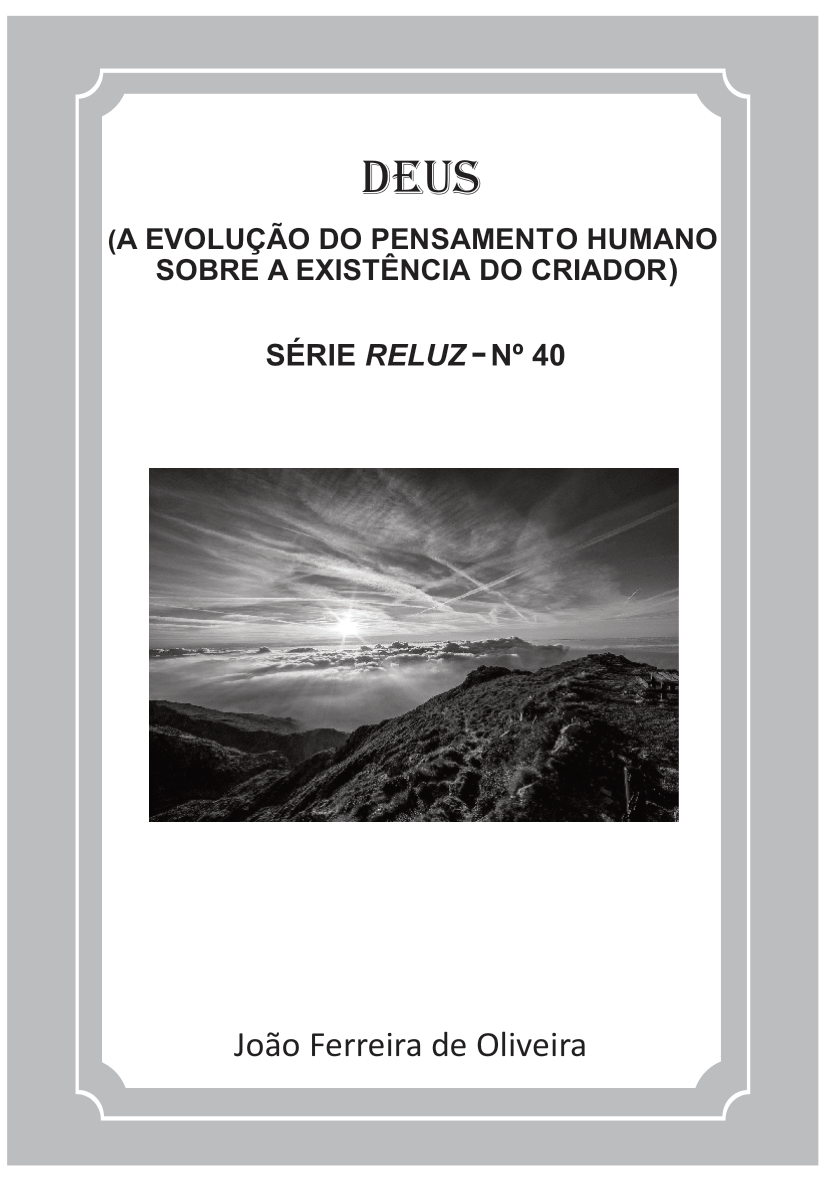 DEUS
(A EVOLUÇÃO DO PENSAMENTO HUMANO
SOBRE A EXISTÊNCIA DO CRIADOR)
SÉRIE RELUZ - Nº 40
João Ferreira de Oliveira